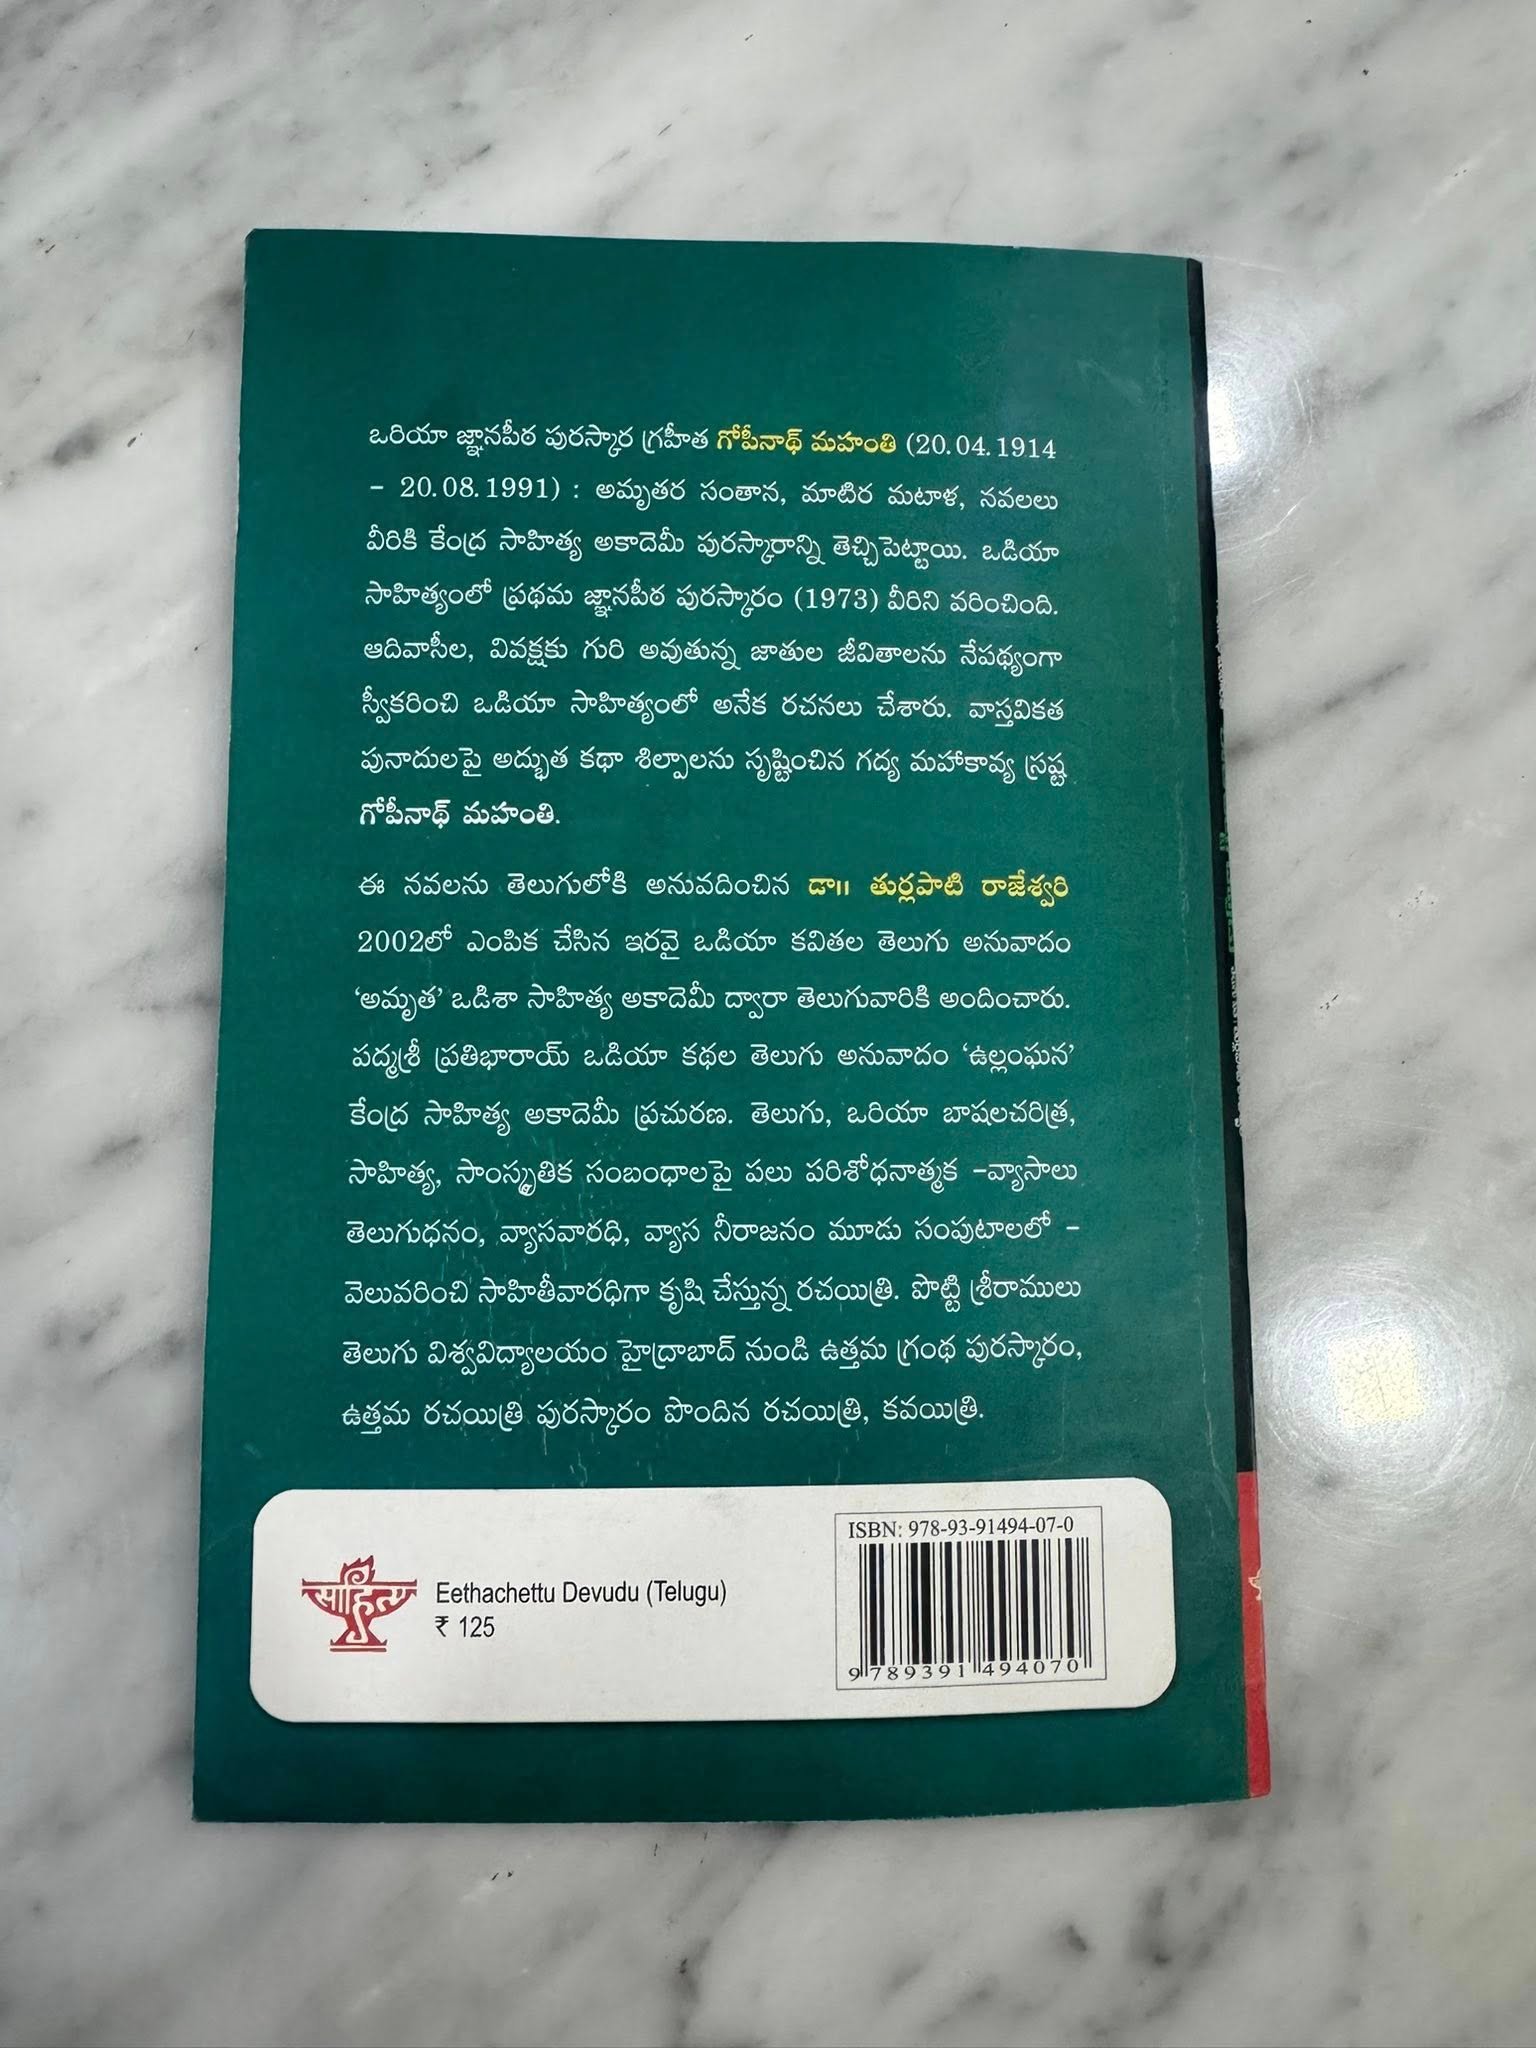 ఒరియా జ్ఞానపీఠ పురస్కార గ్రహీత గోపీనాథ్ మహంతి (20.04.1914
– 20.08.1991) : అమృతర సంతాన, మాటిర మటాళ, నవలలు
వీరికి కేంద్ర సాహిత్య అకాదెమీ పురస్కారాన్ని తెచ్చిపెట్టాయి. ఒడియా
సాహిత్యంలో ప్రథమ జ్ఞానపీఠ పురస్కారం (1973) వీరిని వరించింది.
ఆదివాసీల, వివక్షకు గురి అవుతున్న జాతుల జీవితాలను నేపథ్యంగా
స్వీకరించి ఒడియా సాహిత్యంలో అనేక రచనలు చేశారు. వాస్తవికత
పునాదులపై అద్భుత కథా శిల్పాలను సృష్టించిన గద్య మహాకావ్య స్రష్ట
గోపీనాథ్ మహంతి.
ఈ నవలను తెలుగులోకి అనువదించిన డా॥ తుర్లపాటి రాజేశ్వరి
2002లో ఎంపిక చేసిన ఇరవై ఒడియా కవితల తెలుగు అనువాదం
‘అమృత’ ఒడిశా సాహిత్య అకాదెమీ ద్వారా తెలుగువారికి అందించారు.
పద్మశ్రీ ప్రతిభారాయ్ ఒడియా కథల తెలుగు అనువాదం ‘ఉల్లంఘన’
కేంద్ర సాహిత్య అకాదెమీ ప్రచురణ. తెలుగు, ఒరియా బాషలచరిత్ర,
సాహిత్య, సాంస్కృతిక సంబంధాలపై పలు పరిశోధనాత్మక –వ్యాసాలు
తెలుగుధనం, వ్యాసవారధి, వ్యాస నీరాజనం మూడు సంపుటాలలో –
వెలువరించి సాహితీవారధిగా కృషి చేస్తున్న రచయిత్రి. పొట్టి శ్రీరాములు
తెలుగు విశ్వవిద్యాలయం హైద్రాబాద్ నుండి ఉత్తమ గ్రంథ పురస్కారం,
ఉత్తమ రచయిత్రి పురస్కారం పొందిన రచయిత్రి, కవయిత్రి.
साहित्य
Eethachettu Devudu (Telugu)
₹ 125
ISBN: 978-93-91494-07-0
9 789391 494070